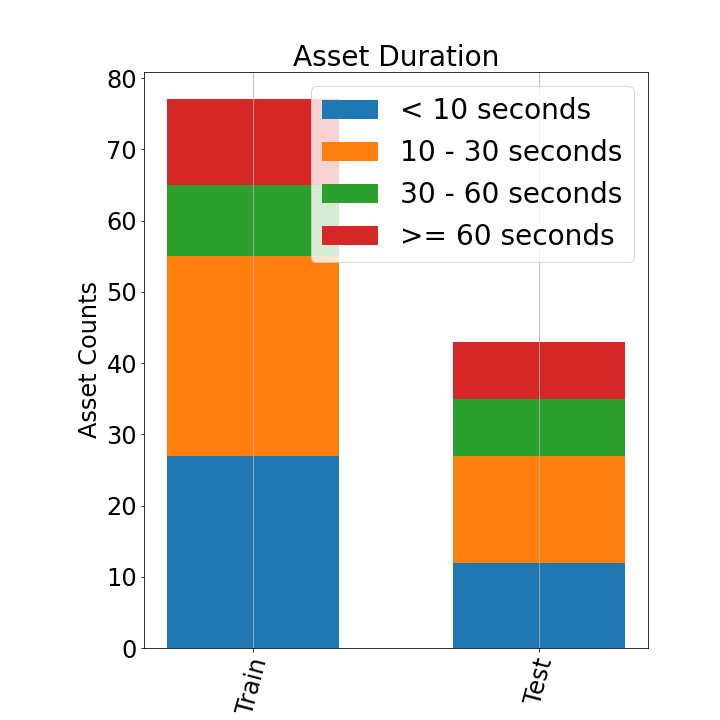 Asset Duration
80
70
60
50
40
30
20
10
0
Asset Counts
< 10 seconds
10 - 30 seconds
30 - 60 seconds
>= 60 seconds
Train
Test